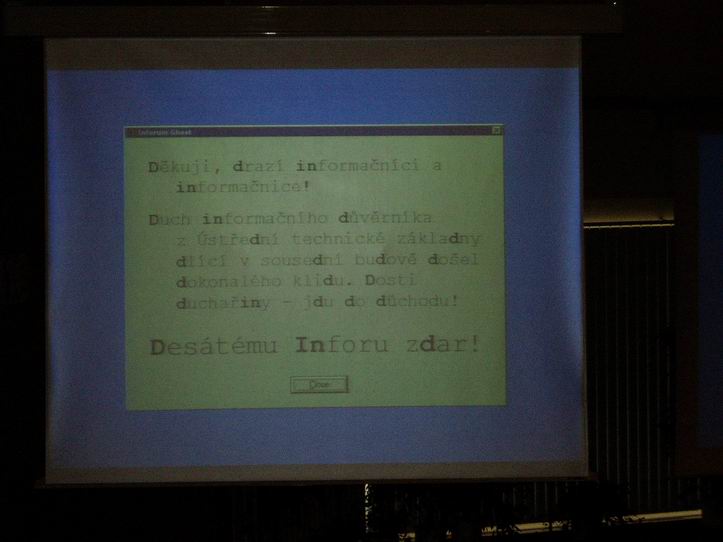 Inforum Ghost
Děkuji, drazí informačníci a
informačnice!
Duch informačního důvěrníka
z Ústřední technické základny
dlící v sousední budově došel
dokonalého klidu. Dosti
duchařiny - jdu do důchodu!
Desátému Inforu zdar!
Close